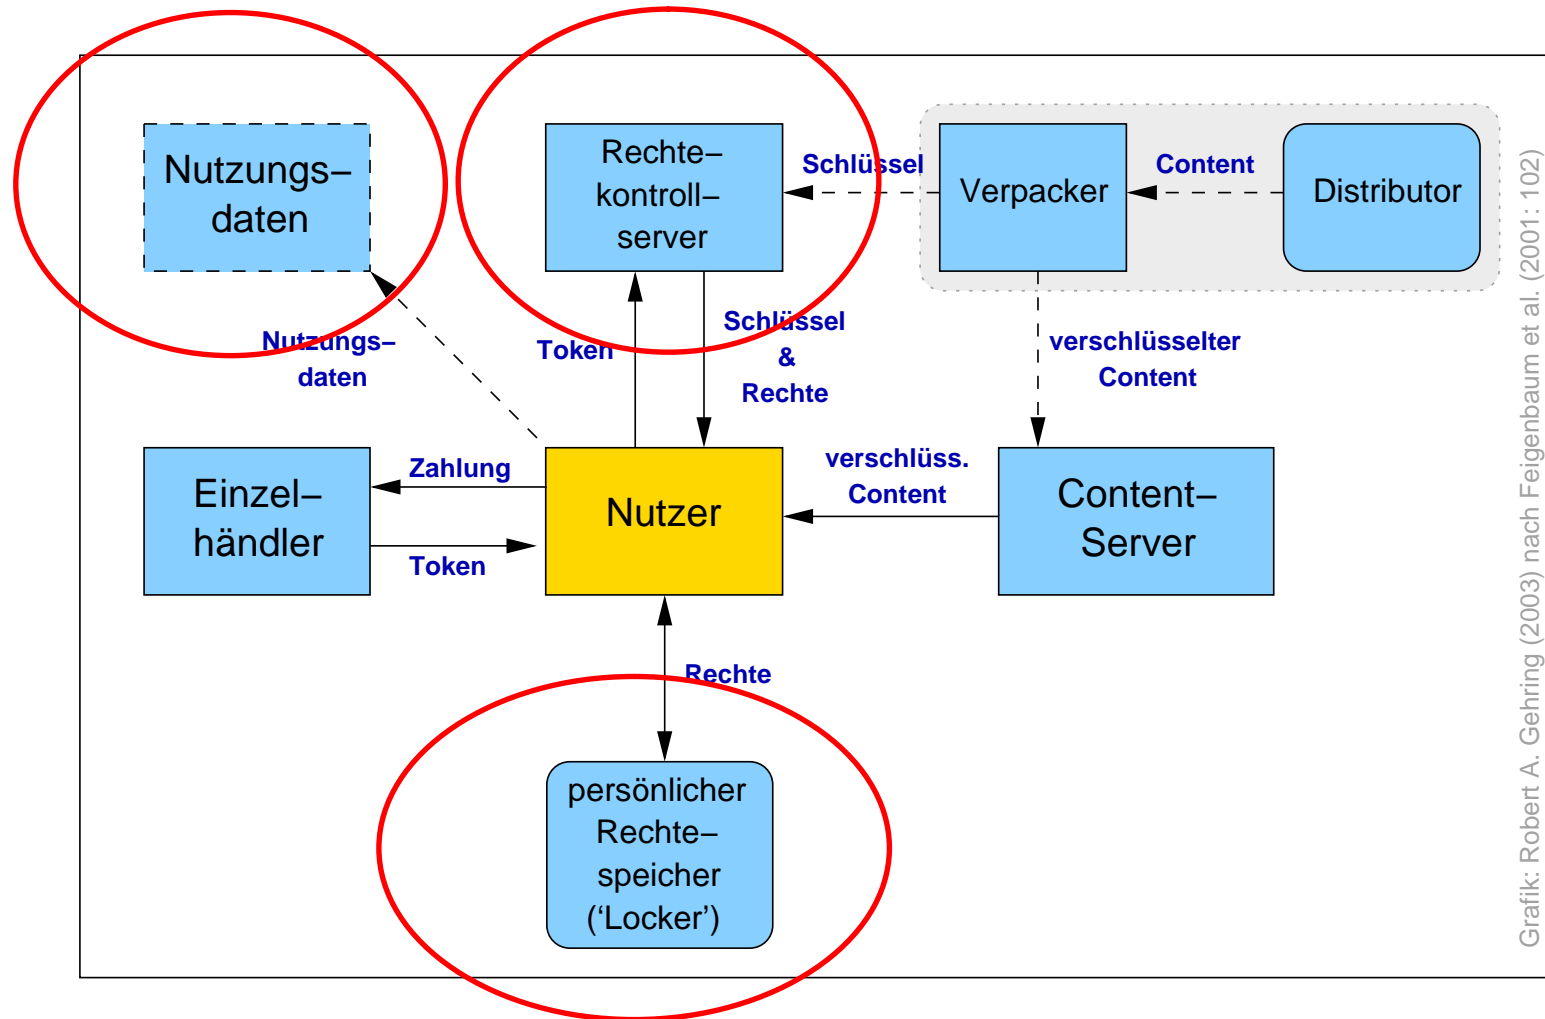 Nutzungs–
daten
Rechte–
kontroll–
server
Schlüssel
Verpacker
Content
Distributor
Nutzungs–
daten
Token
Schlüssel
&
Rechte
verschlüsselter
Content
Einzel–
händler
Zahlung
Token
Nutzer
verschlüss.
Content
Content–
Server
Rechte
persönlicher
Rechte–
speicher
(‘Locker’)
Grafik: Robert A. Gehring (2003) nach Feigenbaum et al. (2001: 102)